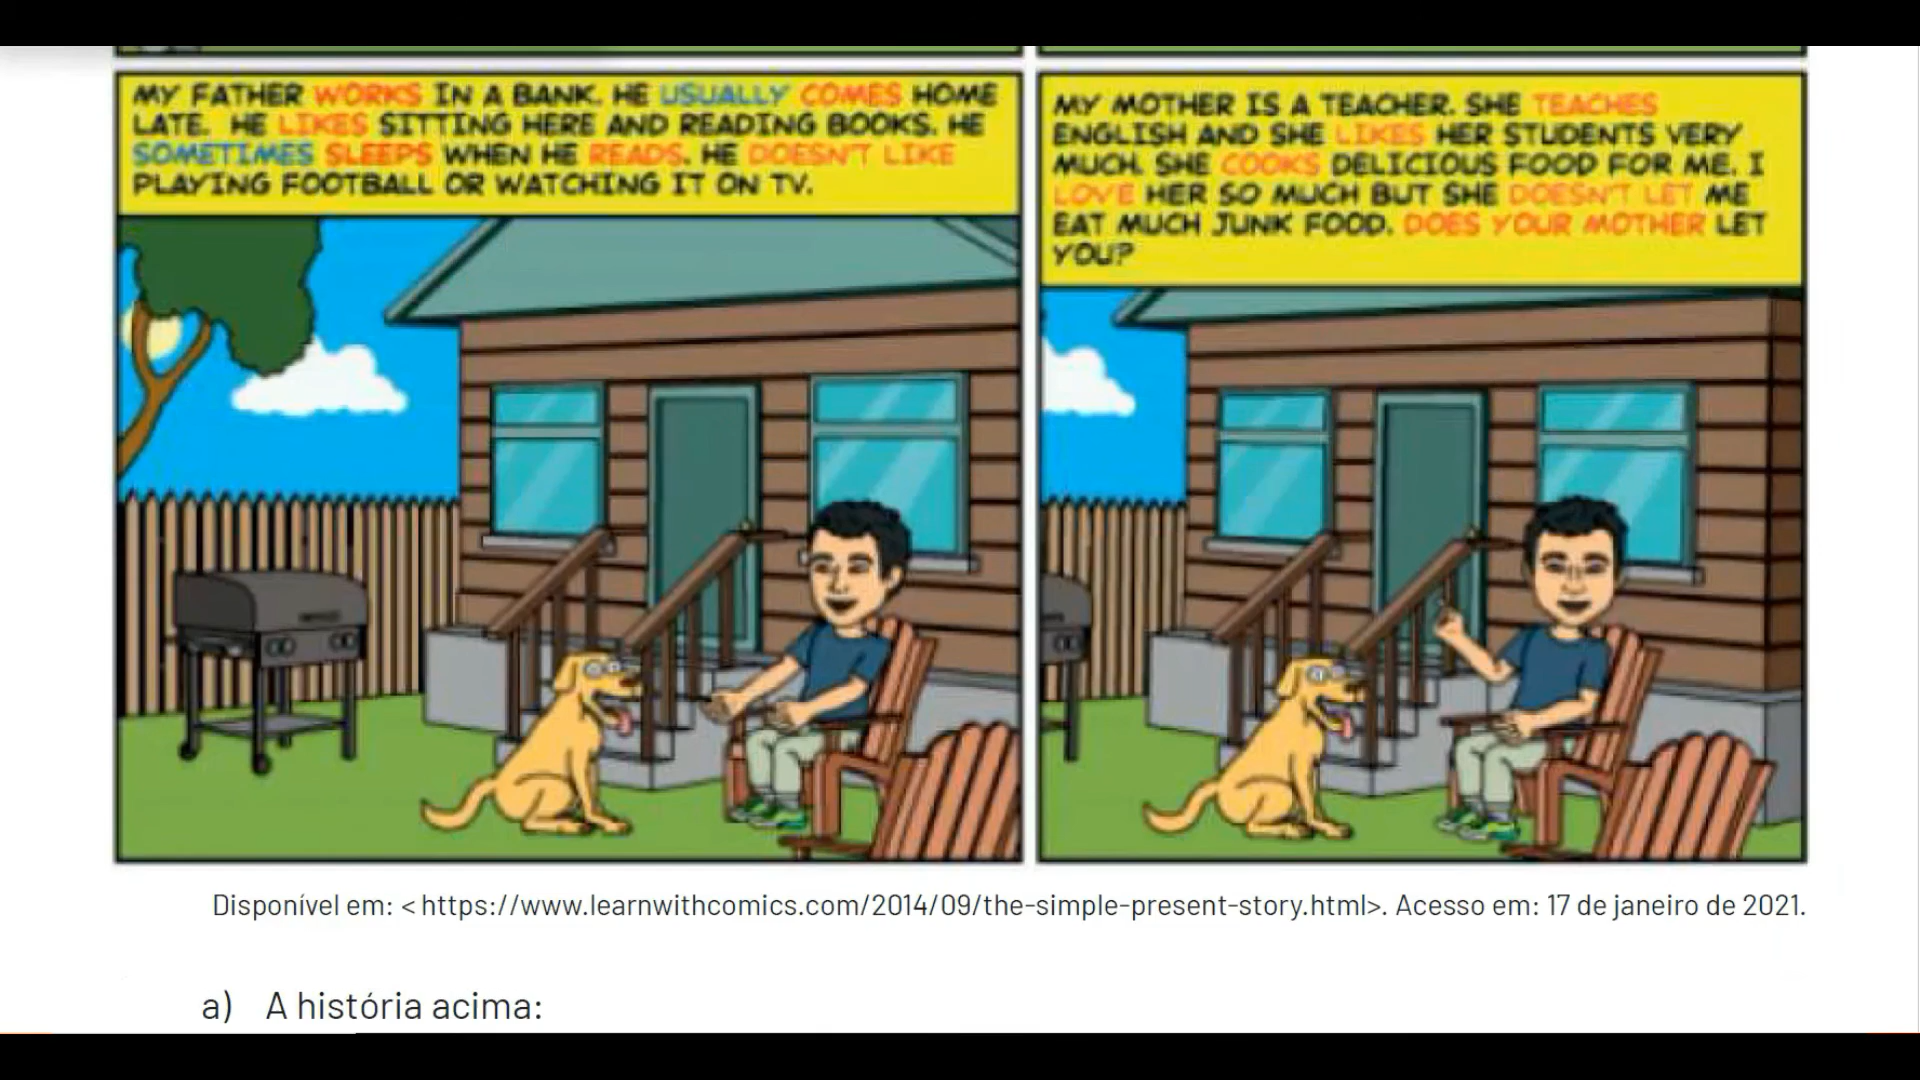 MY FATHER WORKS IN A BANK. HE USUALLY COMES HOME
LATE. HE LIKES SITTING HERE AND READING BOOKS. HE
SOMETIMES SLEEPS WHEN HE READS. HE DOESN'T LIKE
PLAYING FOOTBALL OR WATCHING IT ON TV.
MY MOTHER IS A TEACHER. SHE TEACHES
ENGLISH AND SHE LIKES HER STUDENTS VERY
MUCH. SHE COOKS DELICIOUS FOOD FOR ME. I
LOVE HER SO MUCH BUT SHE DOESN'T LET ME
EAT MUCH JUNK FOOD. DOES YOUR MOTHER LET
YOU?
Disponível em: <https://www.learnwithcomics.com/2014/09/the-simple-present-story.html>. Acesso em: 17 de janeiro de 2021.
a) A história acima: